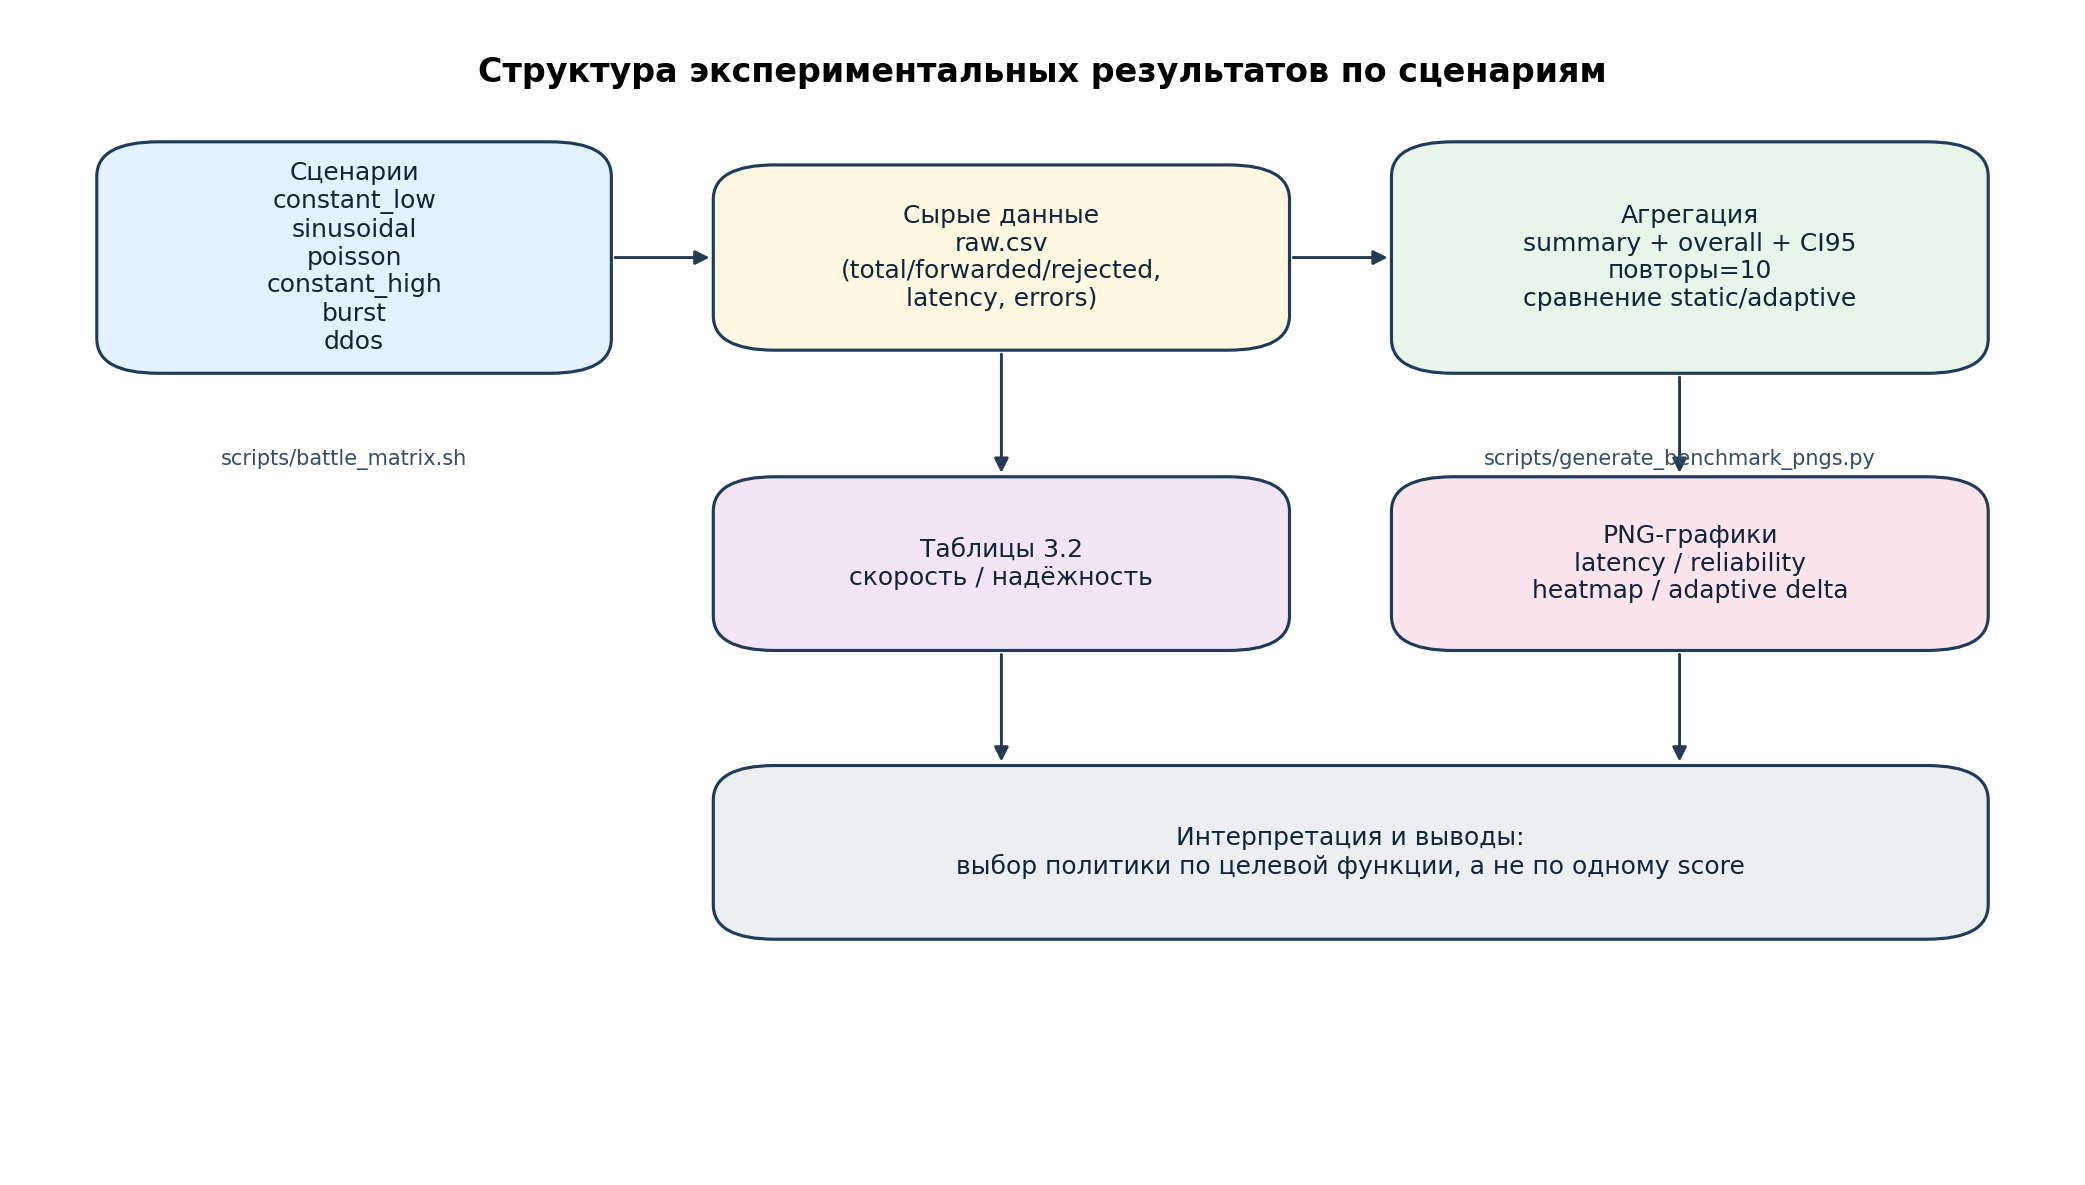 Структура экспериментальных результатов по сценариям
Сценарии
constant_low
sinusoidal
poisson
constant_high
burst
ddos
Сырые данные
raw.csv
(total/forwarded/rejected,
latency, errors)
Агрегация
summary + overall + CI95
повторы=10
сравнение static/adaptive
scripts/battle_matrix.sh
scripts/generate_benchmark_pngs.py
Таблицы 3.2
скорость / надёжность
PNG-графики
latency / reliability
heatmap / adaptive delta
Интерпретация и выводы:
выбор политики по целевой функции, а не по одному score